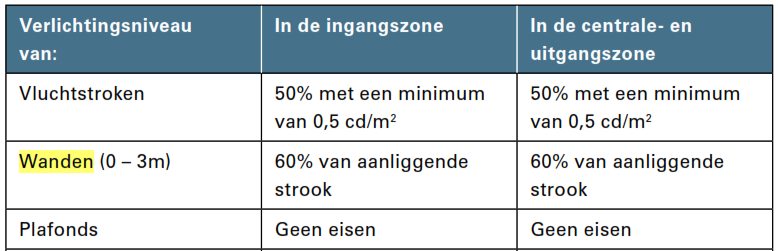 Verlichtingsniveau van: In de ingangszone In de centrale- en uitgangszone
Vluchtstroken 50% met een minimum van 0,5 cd/m² 50% met een minimum van 0,5 cd/m²
Wanden (0 – 3m) 60% van aanliggende strook 60% van aanliggende strook
Plafonds Geen eisen Geen eisen